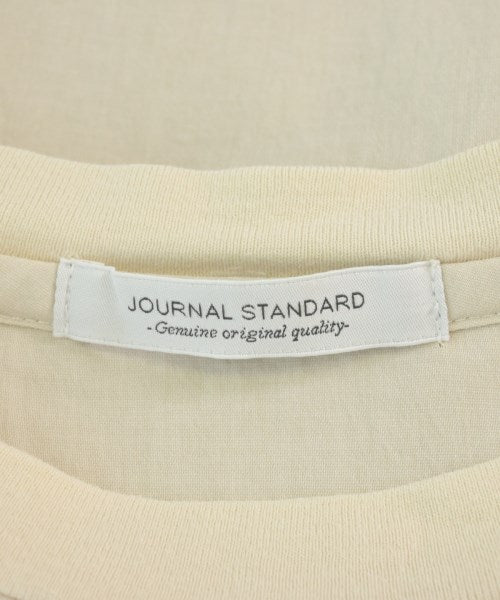 JOURNAL STANDARD
-Genuine original quality-